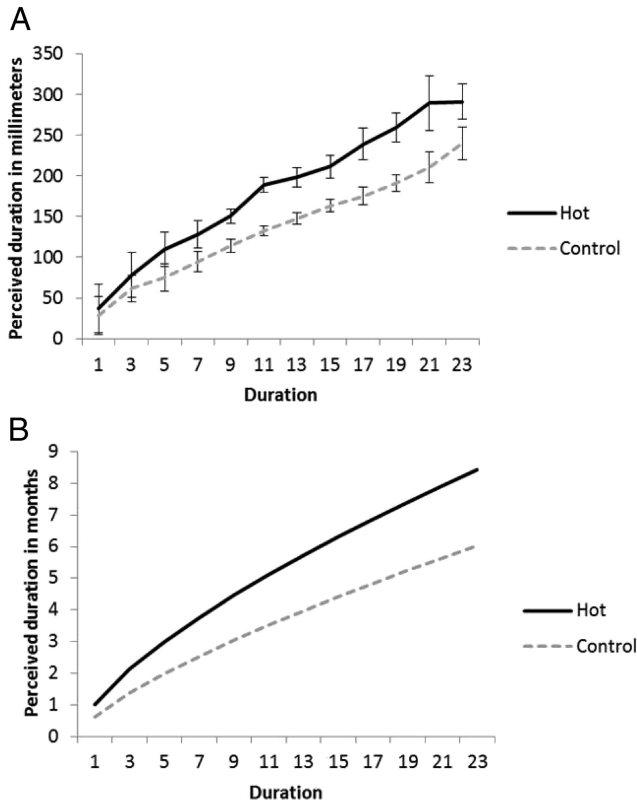 A
Perceived duration in millimeters
350
300
250
200
150
100
50
0
1 3 5 7 9 11 13 15 17 19 21 23
Duration
Hot
Control
B
Perceived duration in months
9
8
7
6
5
4
3
2
1
0
1 3 5 7 9 11 13 15 17 19 21 23
Duration
Hot
Control